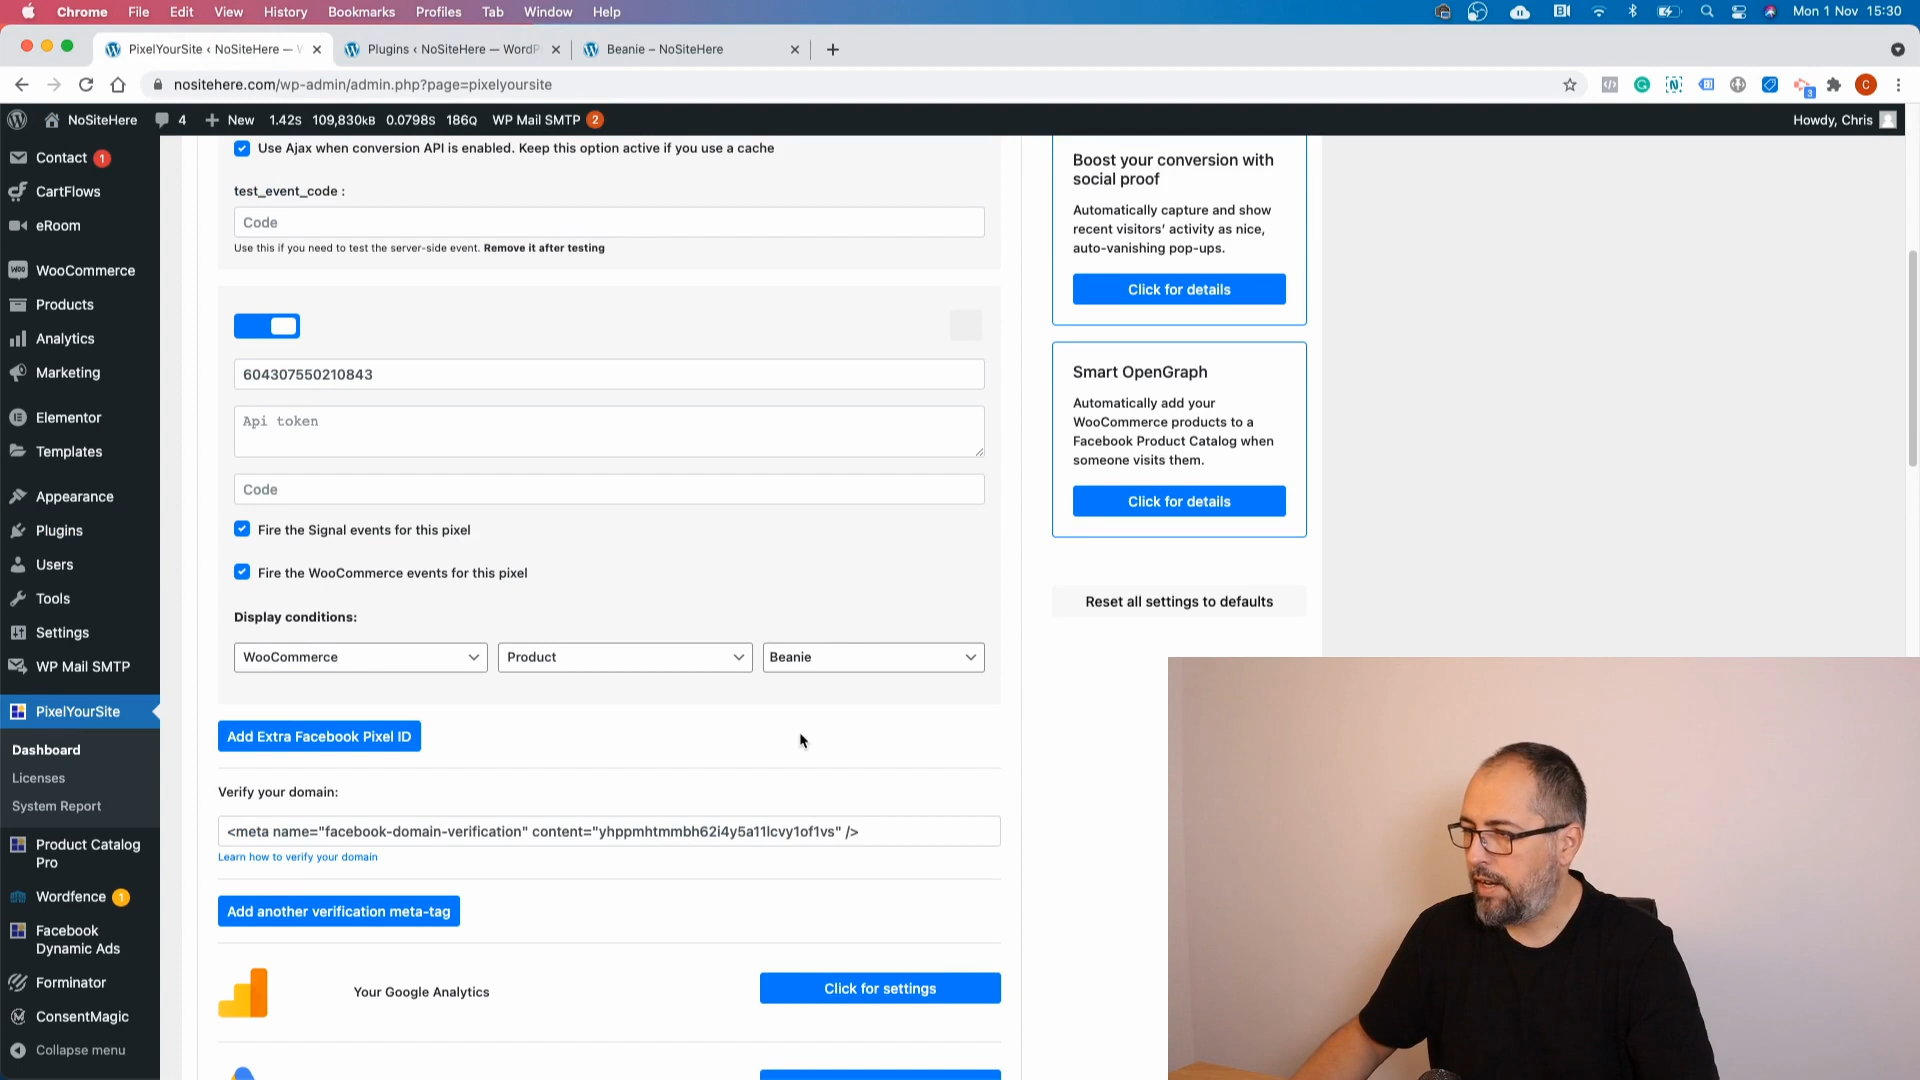 Chrome File Edit View History Bookmarks Profiles Tab Window Help
Mon 1 Nov 15:30
PixelYourSite ‹ NoSiteHere —
Plugins ‹ NoSiteHere — WordP
Beanie – NoSiteHere
nositehere.com/wp-admin/admin.php?page=pixelyoursite
C
3
NoSiteHere 4 New 1.42S 109,830KB 0.0798S 186Q WP Mail SMTP 2
Howdy, Chris
Contact 1
CartFlows
eRoom
WooCommerce
Products
Analytics
Marketing
Elementor
Templates
Appearance
Plugins
Users
Tools
Settings
WP Mail SMTP
PixelYourSite
Dashboard
Licenses
System Report
Product Catalog
Pro
Wordfence 1
Facebook
Dynamic Ads
Forminator
ConsentMagic
Collapse menu
Use Ajax when conversion API is enabled. Keep this option active if you use a cache
test_event_code :
Code
Use this if you need to test the server-side event. Remove it after testing
604307550210843
Api token
Code
Fire the Signal events for this pixel
Fire the WooCommerce events for this pixel
Display conditions:
WooCommerce Product Beanie
Add Extra Facebook Pixel ID
Verify your domain:
<meta name="facebook-domain-verification" content="yhppmhtmmbh62i4y5a11lcvy1of1vs" />
Learn how to verify your domain
Add another verification meta-tag
Your Google Analytics
Click for settings
Boost your conversion with
social proof
Automatically capture and show
recent visitors’ activity as nice,
auto-vanishing pop-ups.
Click for details
Smart OpenGraph
Automatically add your
WooCommerce products to a
Facebook Product Catalog when
someone visits them.
Click for details
Reset all settings to defaults